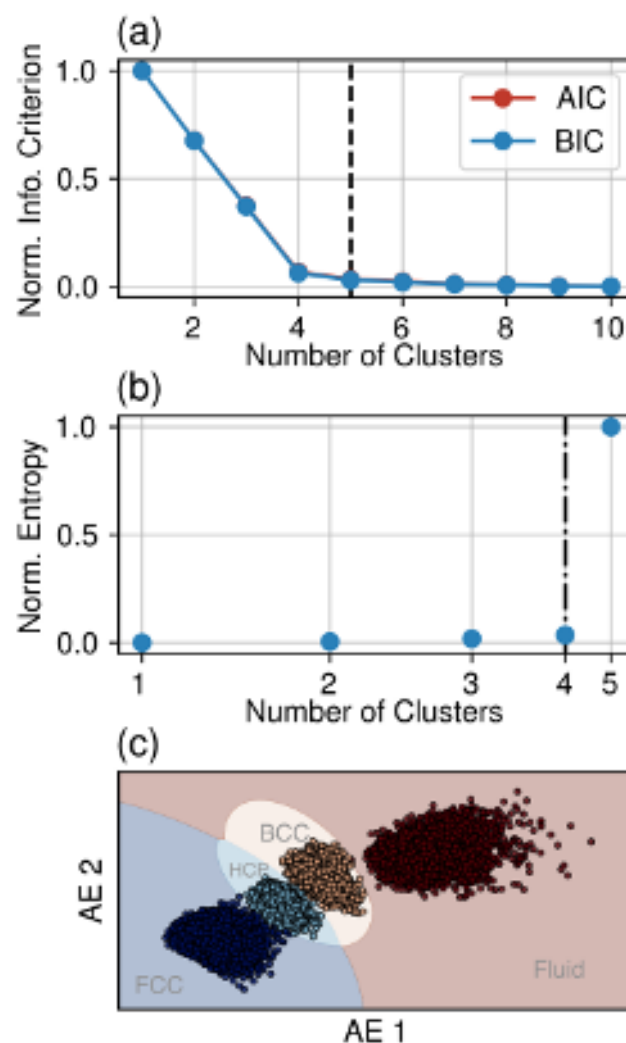 (a)
Norm. Info. Criterion
1.0
0.5
0.0
AIC
BIC
2 4 6 8 10
Number of Clusters
(b)
Norm. Entropy
1.0
0.5
0.0
1 2 3 4 5
Number of Clusters
(c)
AE 2
BCC
HCP
FCC
Fluid
AE 1